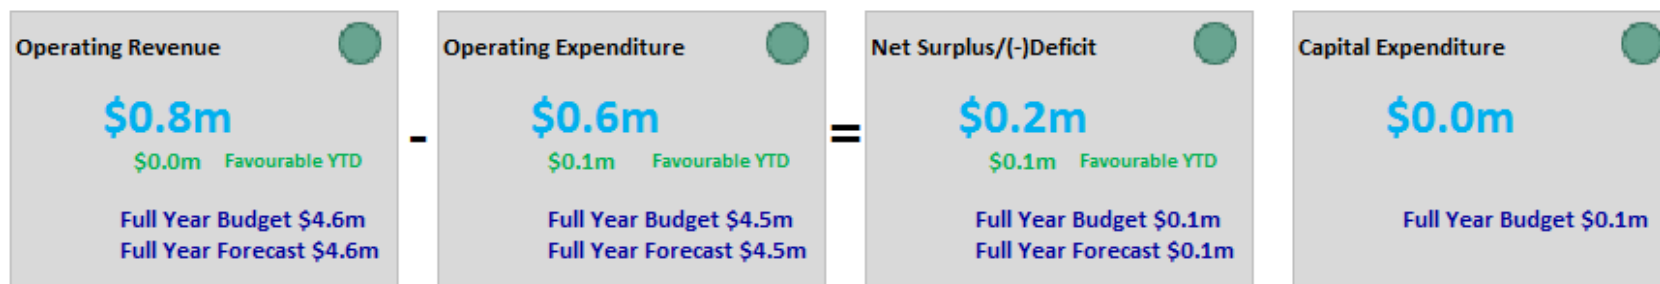 Operating Revenue
$0.8m
$0.0m Favourable YTD
Full Year Budget $4.6m
Full Year Forecast $4.6m
-
Operating Expenditure
$0.6m
$0.1m Favourable YTD
Full Year Budget $4.5m
Full Year Forecast $4.5m
=
Net Surplus/(-)Deficit
$0.2m
$0.1m Favourable YTD
Full Year Budget $0.1m
Full Year Forecast $0.1m
Capital Expenditure
$0.0m
Full Year Budget $0.1m